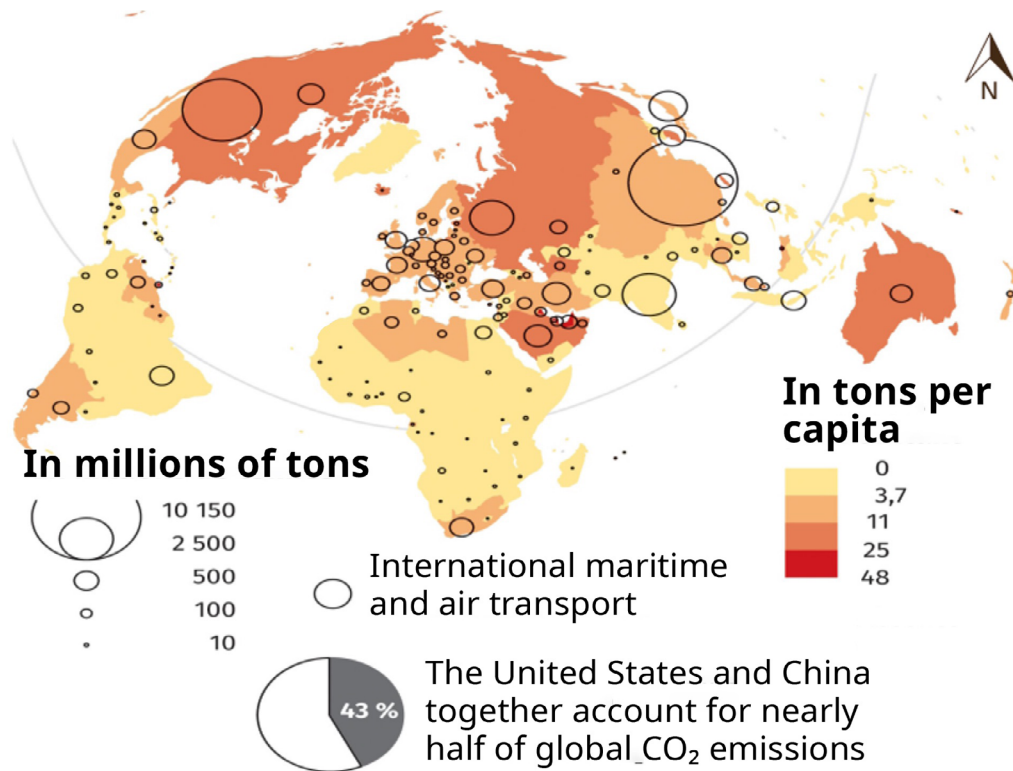 N
In tons per
capita
0
3,7
11
25
48
In millions of tons
10 150
2 500
500
100
10
International maritime
and air transport
43 %
The United States and China
together account for nearly
half of global CO₂ emissions